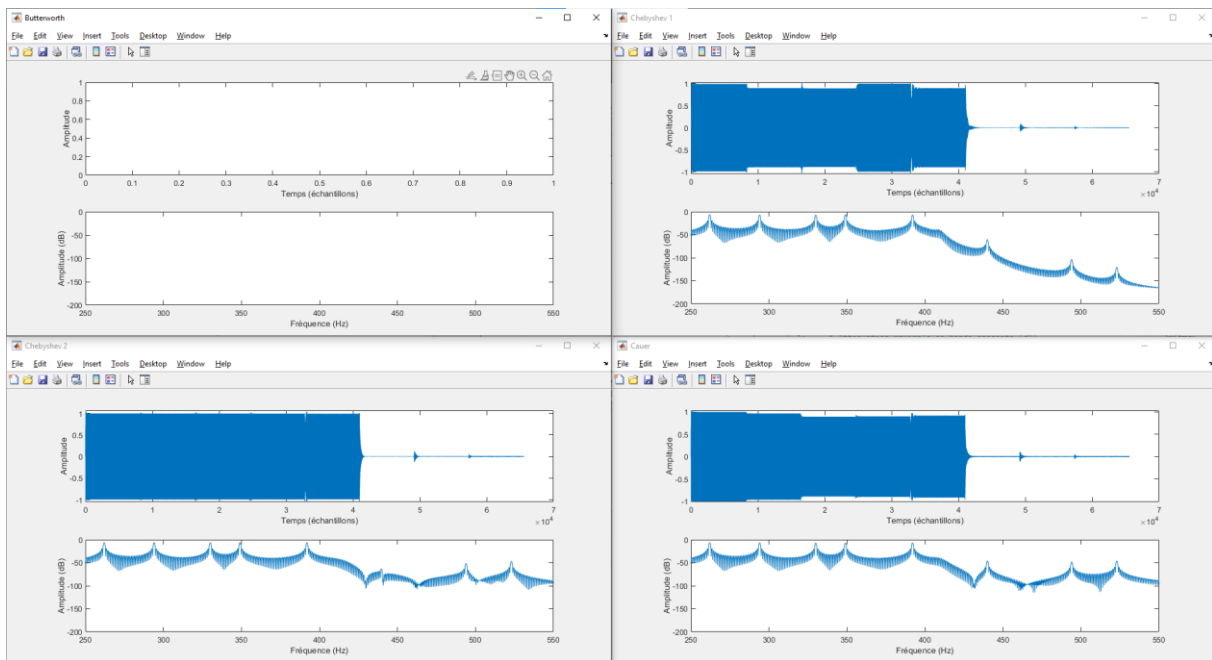 Butterworth
File Edit View Insert Tools Desktop Window Help
1
0.8
0.6
0.4
0.2
0
Amplitude
0 0.1 0.2 0.3 0.4 0.5 0.6 0.7 0.8 0.9 1
Temps (échantillons)
0
-50
-100
-150
-200
Amplitude (dB)
250 300 350 400 450 500 550
Fréquence (Hz)
Chebyshev 1
File Edit View Insert Tools Desktop Window Help
1
0.5
0
-0.5
-1
Amplitude
0 1 2 3 4 5 6 7
Temps (échantillons)
×10⁴
0
-50
-100
-150
-200
Amplitude (dB)
250 300 350 400 450 500 550
Fréquence (Hz)
Chebyshev 2
File Edit View Insert Tools Desktop Window Help
1
0.5
0
-0.5
-1
Amplitude
0 1 2 3 4 5 6 7
Temps (échantillons)
×10⁴
0
-50
-100
-150
-200
Amplitude (dB)
250 300 350 400 450 500 550
Fréquence (Hz)
Cauer
File Edit View Insert Tools Desktop Window Help
1
0.5
0
-0.5
-1
Amplitude
0 1 2 3 4 5 6 7
Temps (échantillons)
×10⁴
0
-50
-100
-150
-200
Amplitude (dB)
250 300 350 400 450 500 550
Fréquence (Hz)